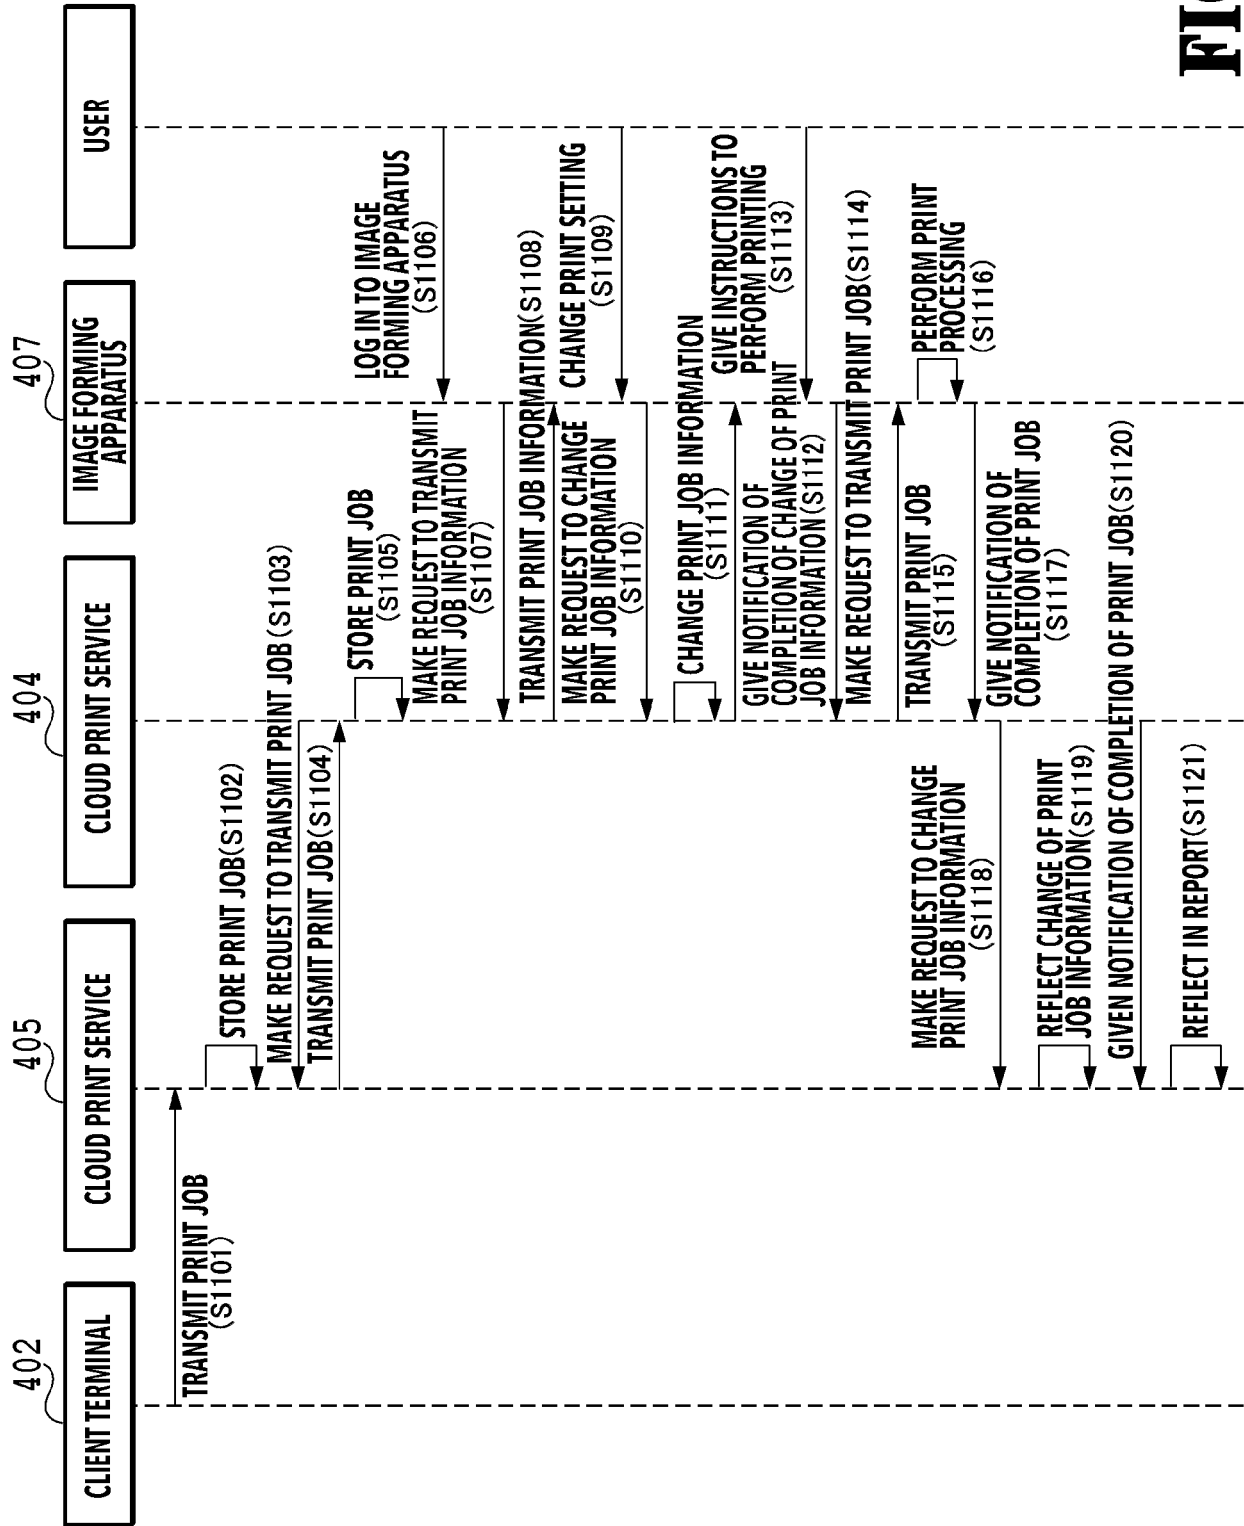 402
405
404
407
CLIENT TERMINAL
CLOUD PRINT SERVICE
CLOUD PRINT SERVICE
IMAGE FORMING
APPARATUS
USER
TRANSMIT PRINT JOB
(S1101)
STORE PRINT JOB(S1102)
MAKE REQUEST TO TRANSMIT PRINT JOB(S1103)
TRANSMIT PRINT JOB(S1104)
STORE PRINT JOB
(S1105)
LOG IN TO IMAGE
FORMING APPARATUS
(S1106)
MAKE REQUEST TO TRANSMIT
PRINT JOB INFORMATION
(S1107)
TRANSMIT PRINT JOB INFORMATION(S1108)
CHANGE PRINT SETTING
(S1109)
MAKE REQUEST TO CHANGE
PRINT JOB INFORMATION
(S1110)
CHANGE PRINT JOB INFORMATION
(S1111)
GIVE NOTIFICATION OF
COMPLETION OF CHANGE OF PRINT
JOB INFORMATION(S1112)
GIVE INSTRUCTIONS TO
PERFORM PRINTING
(S1113)
MAKE REQUEST TO TRANSMIT PRINT JOB(S1114)
TRANSMIT PRINT JOB
(S1115)
PERFORM PRINT
PROCESSING
(S1116)
GIVE NOTIFICATION OF
COMPLETION OF PRINT JOB
(S1117)
MAKE REQUEST TO CHANGE
PRINT JOB INFORMATION
(S1118)
REFLECT CHANGE OF PRINT
JOB INFORMATION(S1119)
GIVEN NOTIFICATION OF COMPLETION OF PRINT JOB(S1120)
REFLECT IN REPORT(S1121)